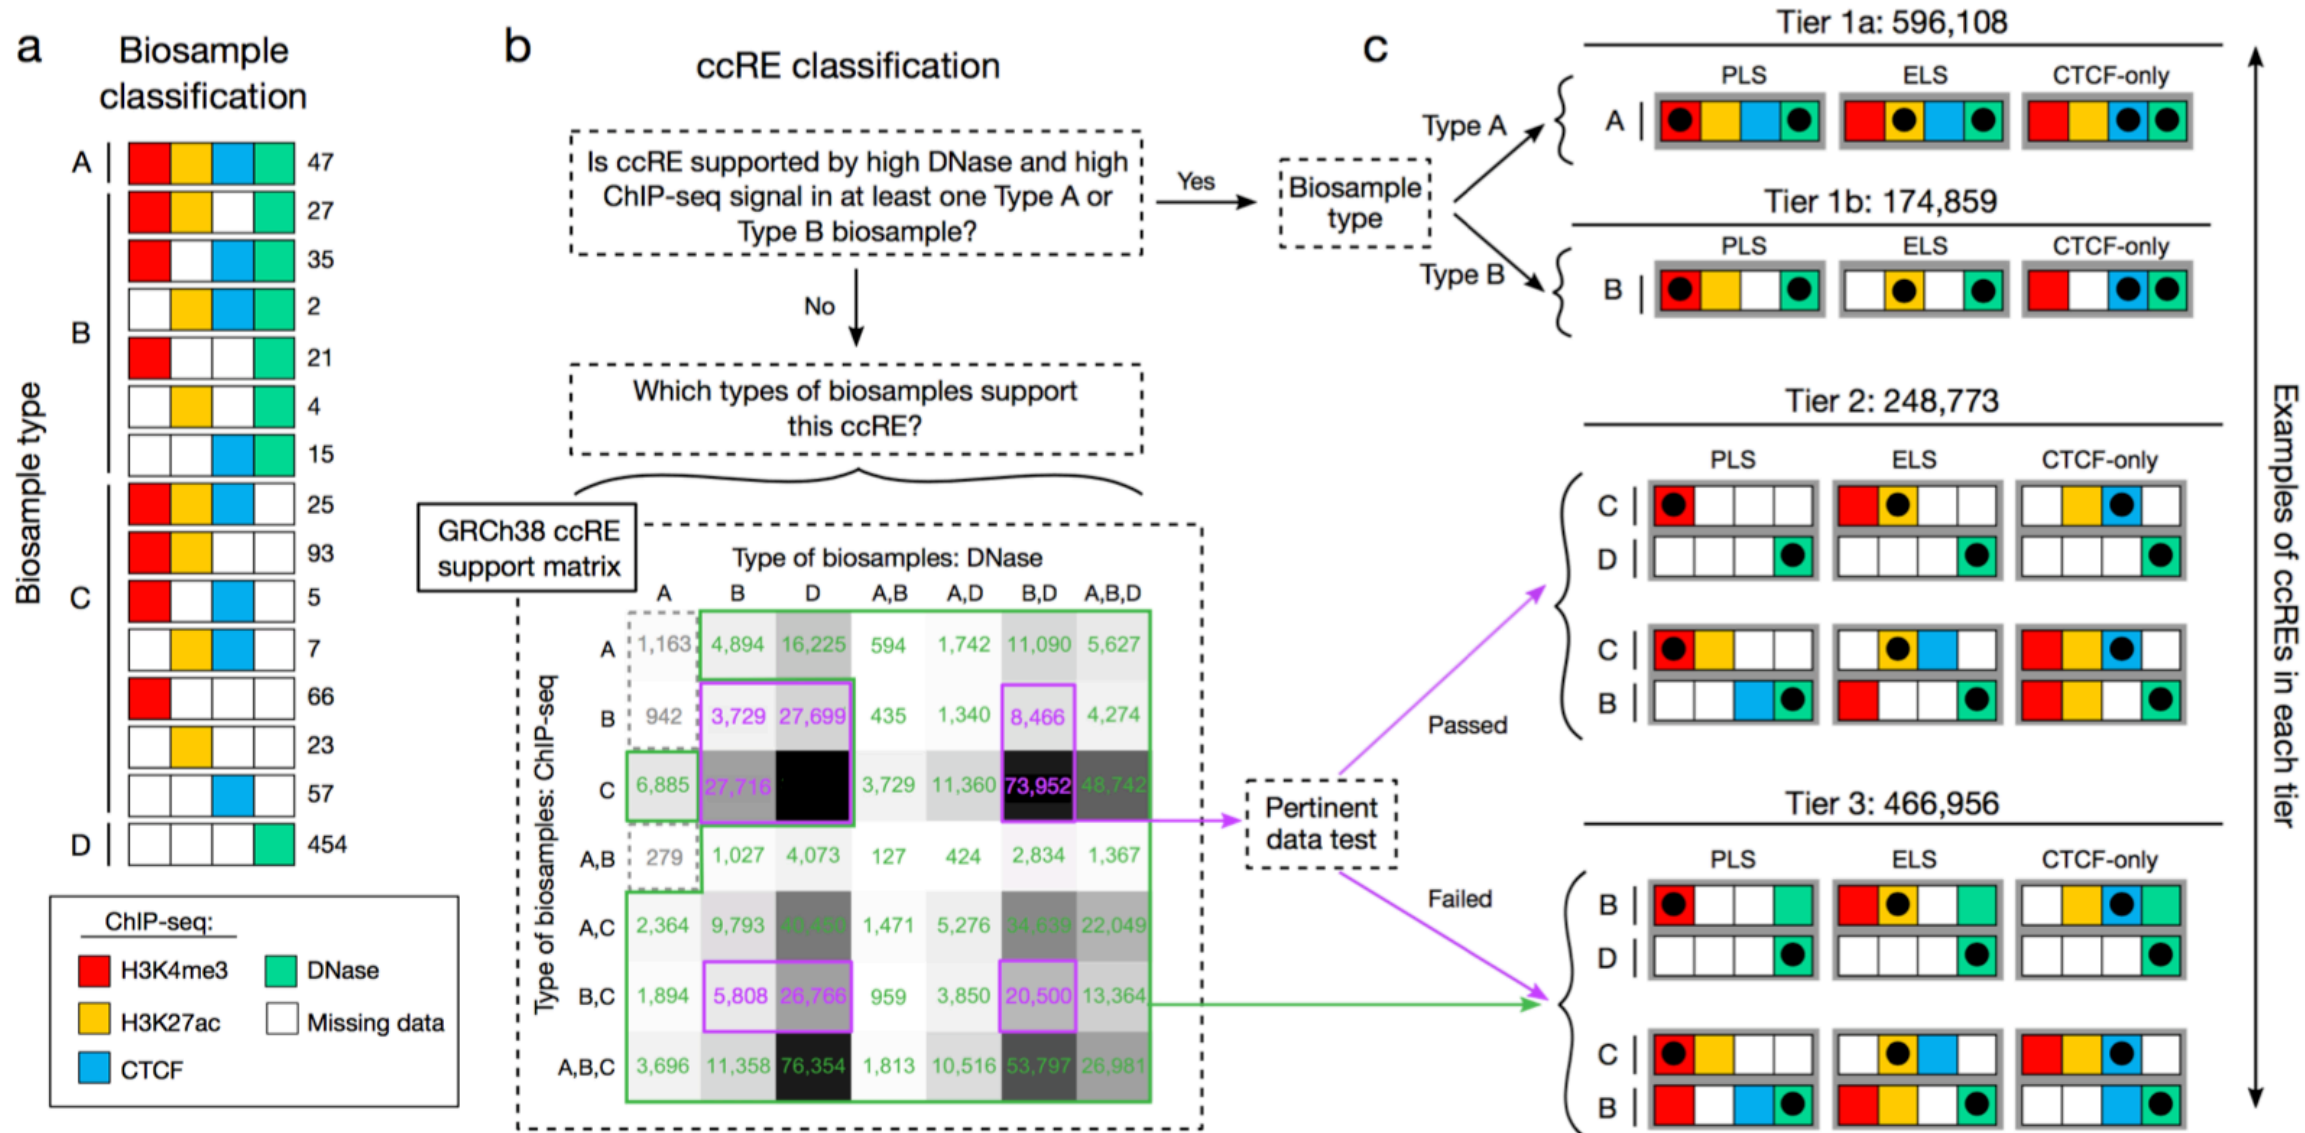 a
Biosample
classification
A
47
27
35
2
B
21
4
15
25
93
5
C
7
66
23
57
D
454
Biosample type
ChIP-seq:
H3K4me3
DNase
H3K27ac
Missing data
CTCF
b
ccRE classification
Is ccRE supported by high DNase and high
ChIP-seq signal in at least one Type A or
Type B biosample?
Yes
No
Biosample
type
Type A
Type B
Which types of biosamples support
this ccRE?
GRCh38 ccRE
support matrix
Type of biosamples: DNase
Type of biosamples: ChIP-seq
A B D A,B A,D B,D A,B,D
A 1,163 4,894 16,225 594 1,742 11,090 5,627
B 942 3,729 27,699 435 1,340 8,466 4,274
C 6,885 27,716 3,729 11,360 73,952 48,742
A,B 279 1,027 4,073 127 424 2,834 1,367
A,C 2,364 9,793 1,471 5,276 22,049
B,C 1,894 5,808 26,766 959 3,850 20,500 13,364
A,B,C 3,696 11,358 76,354 1,813 10,516 53,797 26,981
Pertinent
data test
Passed
Failed
c
Tier 1a: 596,108
PLS ELS CTCF-only
A
Tier 1b: 174,859
PLS ELS CTCF-only
B
Tier 2: 248,773
PLS ELS CTCF-only
C
D
C
B
Tier 3: 466,956
PLS ELS CTCF-only
B
D
C
B
Examples of ccREs in each tier